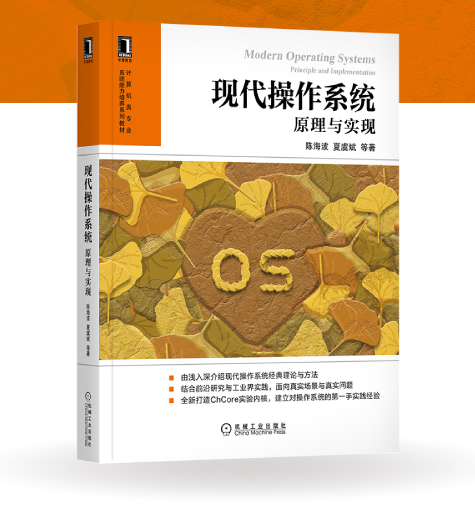 华章教育
计算机类专业
系统能力培养系列教材
Modern Operating Systems
Principle and Implementation
现代操作系统
原理与实现
陈海波 夏虞斌 等著
OS
由浅入深介绍现代操作系统经典理论与方法
结合前沿研究与工业界实践，面向真实场景与真实问题
全新打造ChCore实验内核，建立对操作系统的第一手实践经验
机械工业出版社
China Machine Press
现代操作系统 原理与实现
陈海波 夏虞斌 等著
机械工业出版社